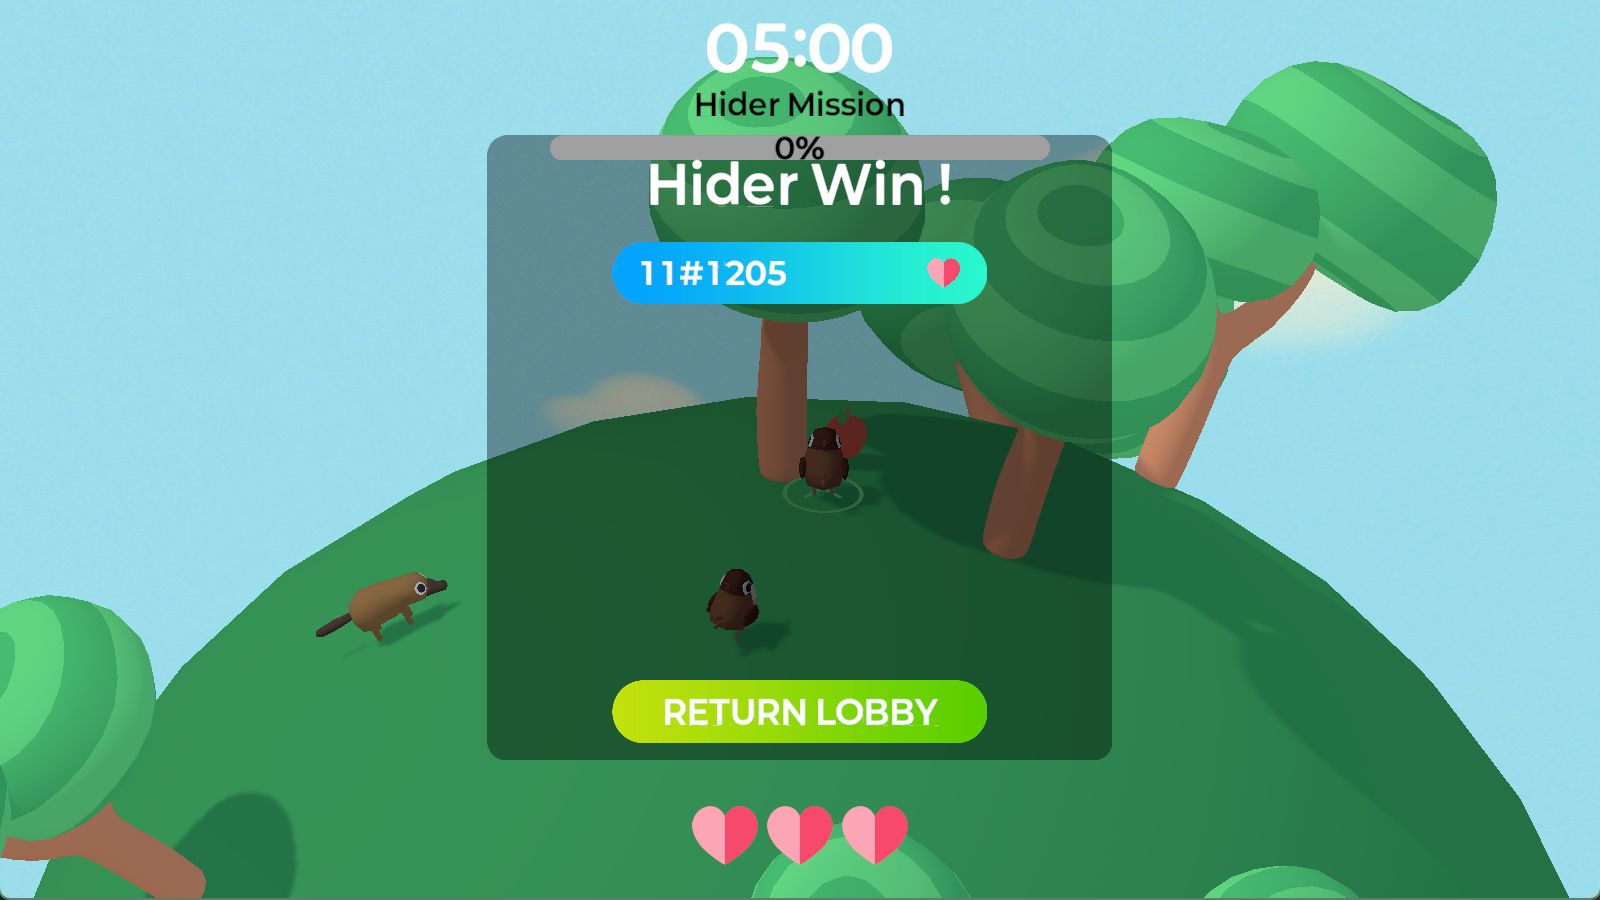 05:00
Hider Mission
0%
Hider Win !
11#1205
RETURN LOBBY